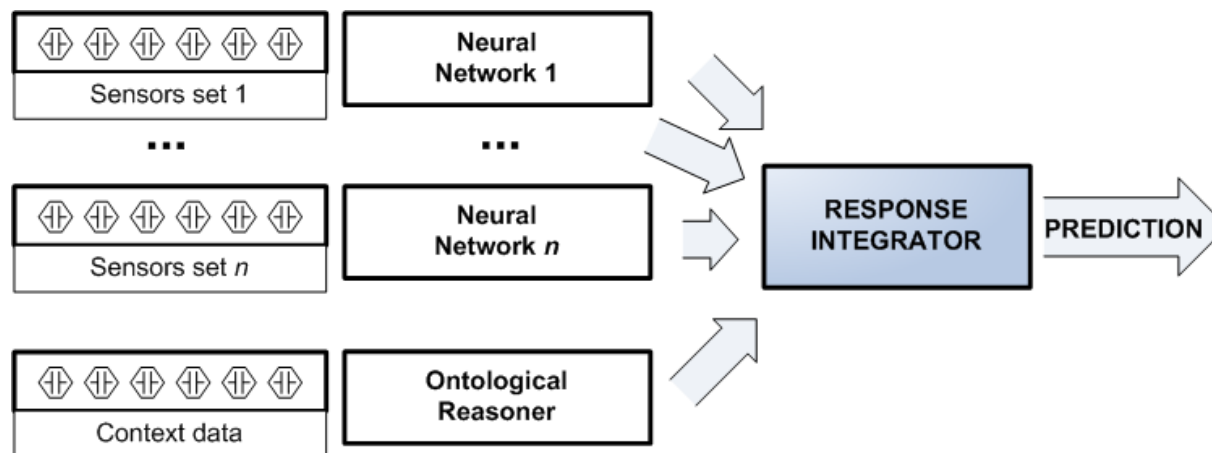 Neural
Network 1
Sensors set 1
... ...
Neural
Network n
Sensors set n
RESPONSE
INTEGRATOR
PREDICTION
Ontological
Reasoner
Context data